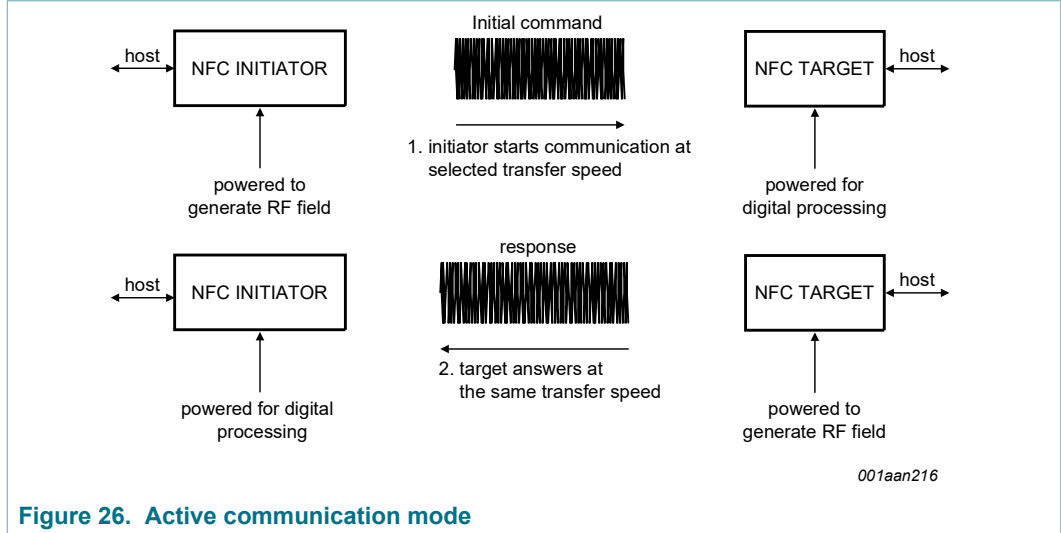 Initial command
host
NFC INITIATOR
NFC TARGET
host
1. initiator starts communication at
selected transfer speed
powered to
generate RF field
powered for
digital processing
response
host
NFC INITIATOR
NFC TARGET
host
2. target answers at
the same transfer speed
powered for digital
processing
powered to
generate RF field
001aan216
Figure 26. Active communication mode